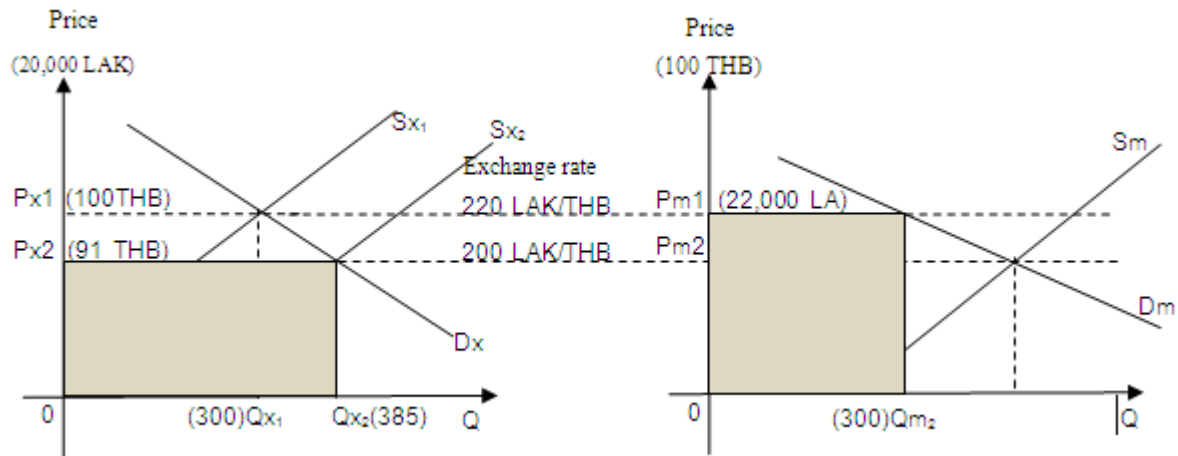 Price
(20,000 LAK)
Sx₁
Sx₂
Exchange rate
Px1 (100THB)
220 LAK/THB
Px2 (91 THB)
200 LAK/THB
Dx
0
(300)Qx₁
Qx₂(385)
Q
Price
(100 THB)
Sm
Pm1 (22,000 LA)
Pm2
Dm
0
(300)Qm₂
Q